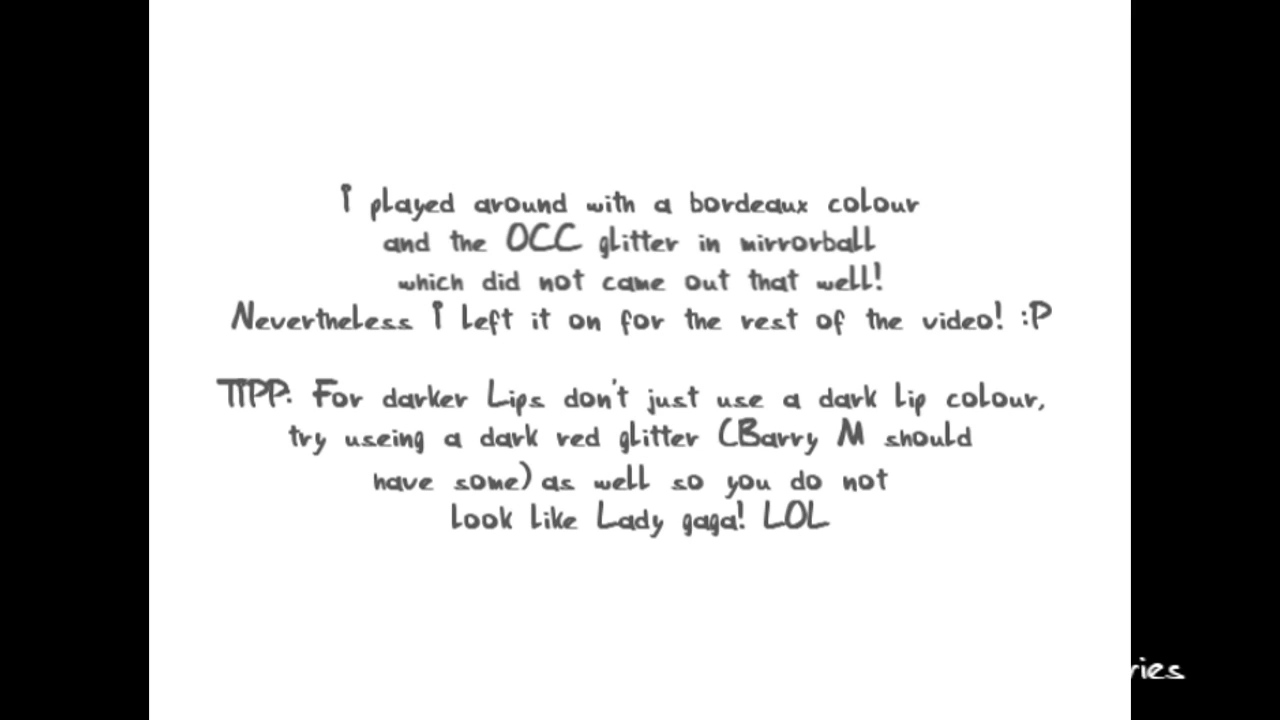 I played around with a bordeaux colour
and the OCC glitter in mirrorball
which did not came out that well!
Nevertheless I left it on for the rest of the video! :P
TIPP: For darker Lips don't just use a dark lip colour,
try useing a dark red glitter (Barry M should
have some) as well so you do not
look like Lady gaga! LOL
ries